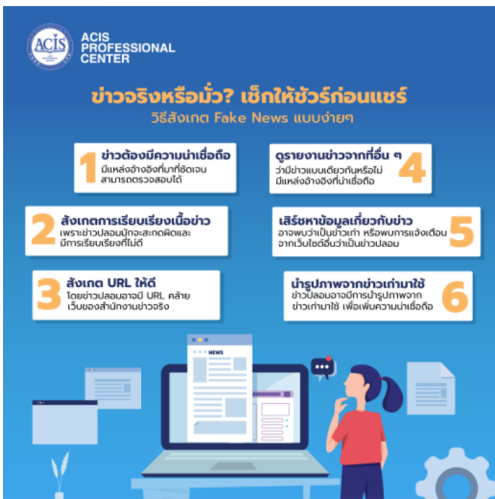 ACIS
ACIS
PROFESSIONAL
CENTER
ข่าวจริงหรือมั่ว? เช็กให้ชัวร์ก่อนแชร์
วิธีสังเกต Fake News แบบง่ายๆ
1
ข่าวต้องมีความน่าเชื่อถือ
มีแหล่งอ้างอิงที่มาที่ชัดเจน
สามารถตรวจสอบได้
2
สังเกตการเรียบเรียงเนื้อข่าว
เพราะข่าวปลอมมักจะสะกดผิดและ
มีการเรียบเรียงที่ไม่ดี
3
สังเกต URL ให้ดี
โดยข่าวปลอมอาจมี URL คล้าย
เว็บของสำนักงานข่าวจริง
ดูรายงานข่าวจากที่อื่น ๆ
ว่ามีข่าวแบบเดียวกันหรือไม่
มีแหล่งอ้างอิงที่น่าเชื่อถือ
4
เสิร์ชหาข้อมูลเกี่ยวกับข่าว
อาจพบว่าเป็นข่าวเก่า หรือพบการแจ้งเตือน
จากเว็บไซต์อื่นว่าเป็นข่าวปลอม
5
นำรูปภาพจากข่าวเก่ามาใช้
ข่าวปลอมอาจมีการนำรูปภาพจาก
ข่าวเก่ามาใช้ เพื่อเพิ่มความน่าเชื่อถือ
6
NEWS